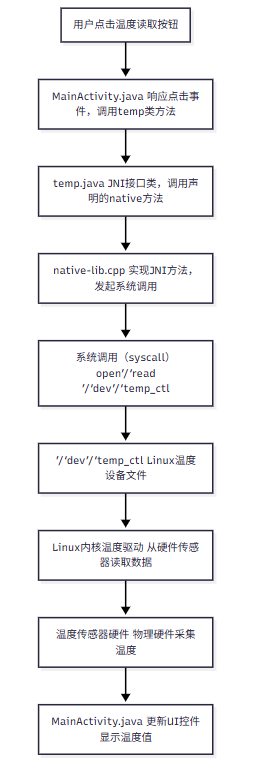 用户点击温度读取按钮
MainActivity.java 响应点击事
件，调用temp类方法
temp.java JNI接口类，调用声
明的native方法
native-lib.cpp 实现JNI方法，
发起系统调用
系统调用（syscall）
open’/‘read
’/‘dev’/‘temp_ctl
’/‘dev’/‘temp_ctl Linux温度
设备文件
Linux内核温度驱动 从硬件传感
器读取数据
温度传感器硬件 物理硬件采集
温度
MainActivity.java 更新UI控件
显示温度值